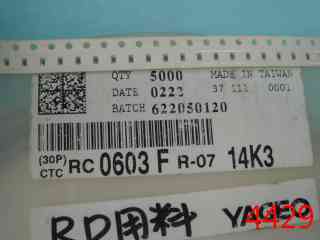 QTY 5000 MADE IN TAIWAN
DATE 0222 37 111 0001
BATCH 622050120
(30P) CTC RC 0603 F R-07 14K3
RD用料 YAGEO
4429